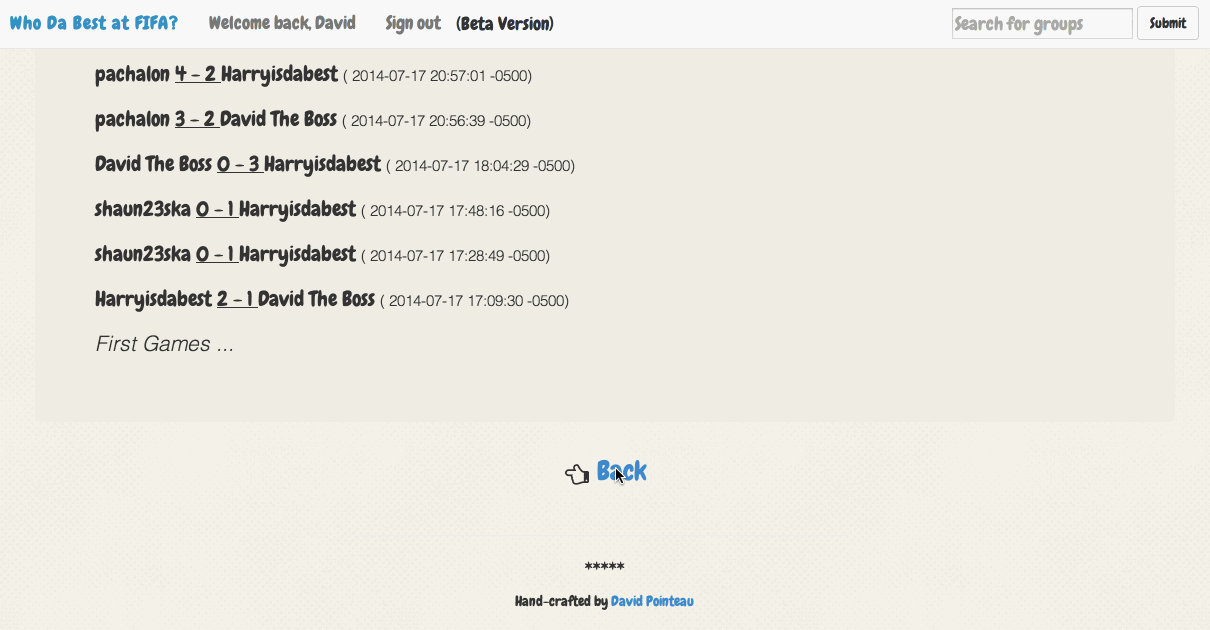 Who Da Best at FIFA? Welcome back, David Sign out (Beta Version) Search for groups Submit
pachalon 4 - 2 Harryisdabest ( 2014-07-17 20:57:01 -0500)
pachalon 3 - 2 David The Boss ( 2014-07-17 20:56:39 -0500)
David The Boss 0 - 3 Harryisdabest ( 2014-07-17 18:04:29 -0500)
shaun23ska 0 - 1 Harryisdabest ( 2014-07-17 17:48:16 -0500)
shaun23ska 0 - 1 Harryisdabest ( 2014-07-17 17:28:49 -0500)
Harryisdabest 2 - 1 David The Boss ( 2014-07-17 17:09:30 -0500)
First Games ...
Back
*****
Hand-crafted by David Pointeau